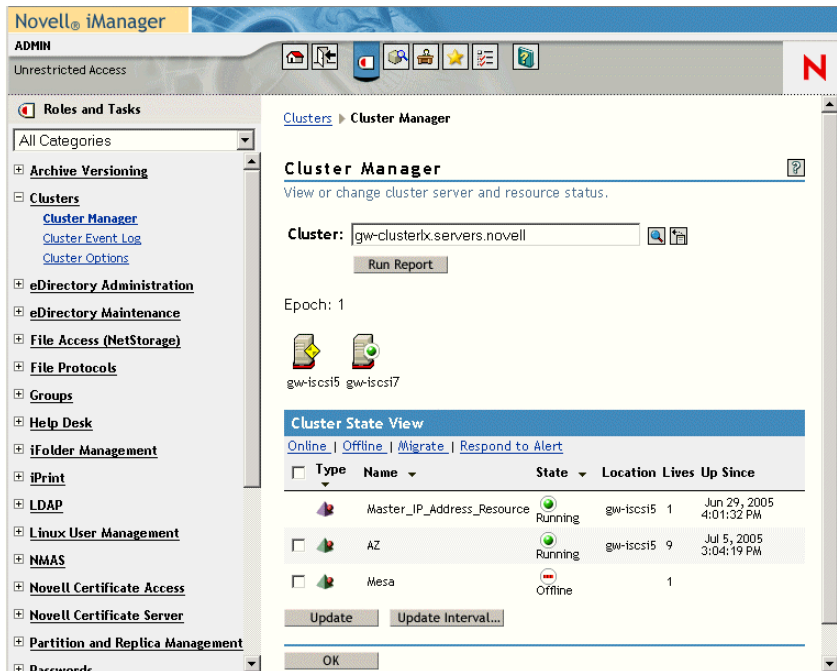 Novell® iManager
ADMIN
Unrestricted Access
N
Roles and Tasks
All Categories
Archive Versioning
Clusters
Cluster Manager
Cluster Event Log
Cluster Options
eDirectory Administration
eDirectory Maintenance
File Access (NetStorage)
File Protocols
Groups
Help Desk
iFolder Management
iPrint
LDAP
Linux User Management
NMAS
Novell Certificate Access
Novell Certificate Server
Partition and Replica Management
Passwords
Clusters Cluster Manager
Cluster Manager ?
View or change cluster server and resource status.
Cluster: gw-clusterlx.servers.novell
Run Report
Epoch: 1
gw-iscsi5 gw-iscsi7
Cluster State View
Online | Offline | Migrate | Respond to Alert
Type Name State Location Lives Up Since
Master_IP_Address_Resource Running gw-iscsi5 1 Jun 29, 2005 4:01:32 PM
AZ Running gw-iscsi5 9 Jul 5, 2005 3:04:19 PM
Mesa Offline 1
Update Update Interval...
OK